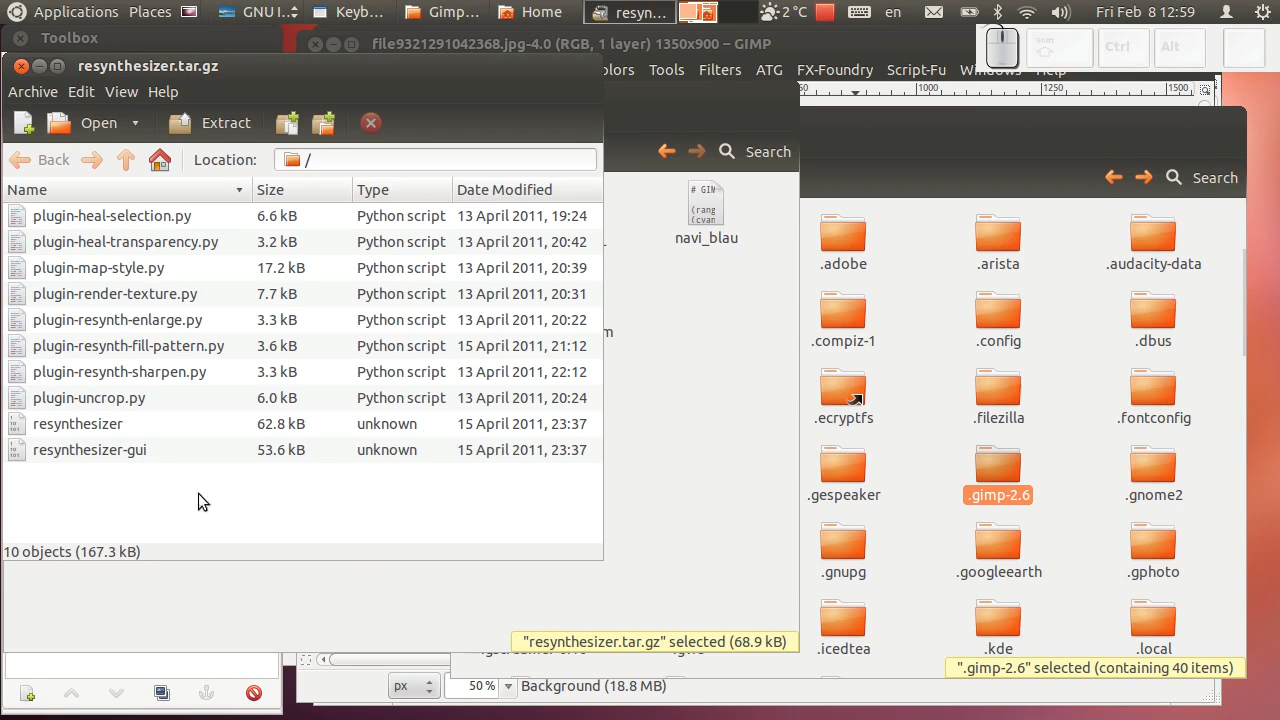 Applications Places GNU I... Keyb... Gimp... Home resyn... 2 °C en Fri Feb 8 12:59
Toolbox
file9321291042368.jpg-4.0 (RGB, 1 layer) 1350x900 – GIMP
Shift Ctrl Alt
resynthesizer.tar.gz
olors Tools Filters ATG FX-Foundry Script-Fu Windows Help
Archive Edit View Help
1000 1250 1500
Open Extract
Search
Back Location: /
Search
Name Size Type Date Modified
plugin-heal-selection.py 6.6 kB Python script 13 April 2011, 19:24
plugin-heal-transparency.py 3.2 kB Python script 13 April 2011, 20:42
plugin-map-style.py 17.2 kB Python script 13 April 2011, 20:39
plugin-render-texture.py 7.7 kB Python script 13 April 2011, 20:31
plugin-resynth-enlarge.py 3.3 kB Python script 13 April 2011, 20:22
plugin-resynth-fill-pattern.py 3.6 kB Python script 15 April 2011, 21:12
plugin-resynth-sharpen.py 3.3 kB Python script 13 April 2011, 22:12
plugin-uncrop.py 6.0 kB Python script 13 April 2011, 20:24
resynthesizer 62.8 kB unknown 15 April 2011, 23:37
resynthesizer-gui 53.6 kB unknown 15 April 2011, 23:37
10 objects (167.3 kB)
# GIM
(rang
(cyan
navi_blau
m
.adobe .arista .audacity-data
.compiz-1 .config .dbus
.ecryptfs .filezilla .fontconfig
.gespeaker .gimp-2.6 .gnome2
.gnupg .googleearth .gphoto
.icedtea .kde .local
"resynthesizer.tar.gz" selected (68.9 kB)
".gimp-2.6" selected (containing 40 items)
px 50% Background (18.8 MB)